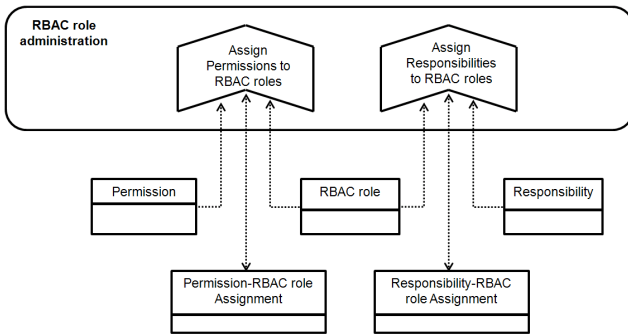 RBAC role
administration
Assign
Permissions to
RBAC roles
Assign
Responsibilities
to RBAC roles
Permission
RBAC role
Responsibility
Permission-RBAC role
Assignment
Responsibility-RBAC
role Assignment